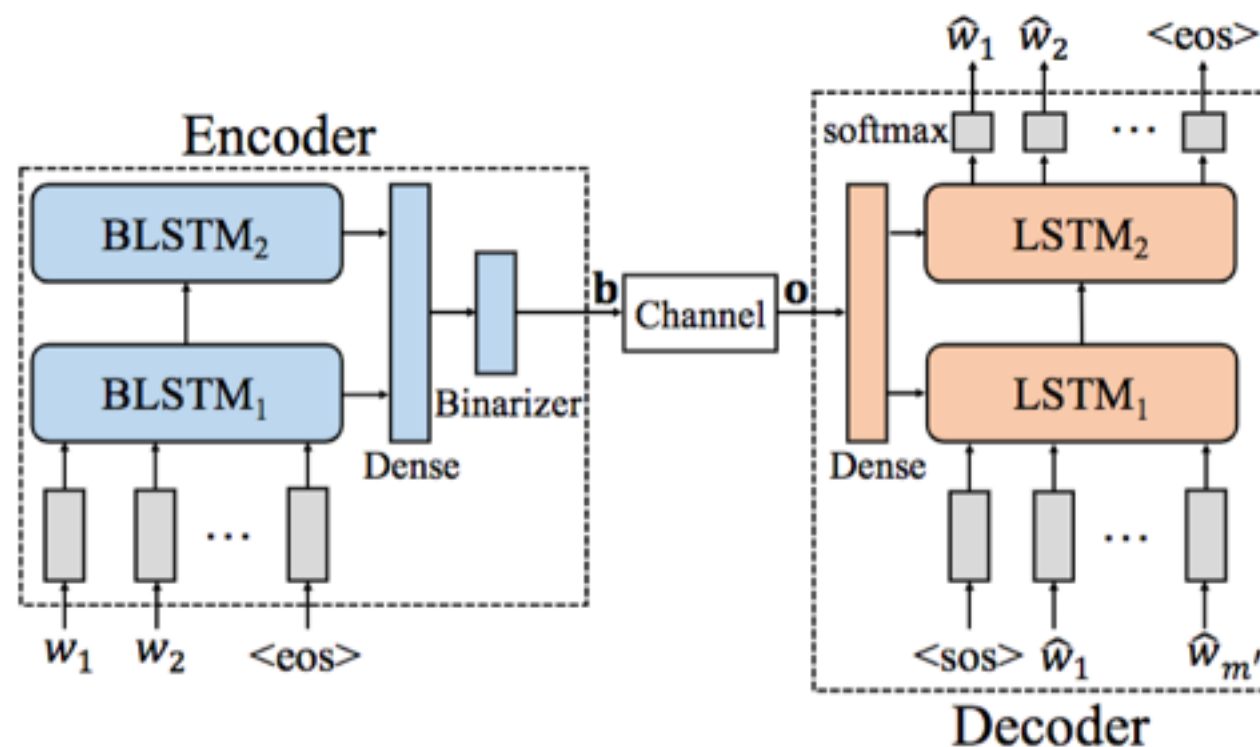 ŵ₁ ŵ₂ <eos>
softmax ...
Encoder
BLSTM₂
LSTM₂
b Channel o
BLSTM₁
Binarizer
LSTM₁
Dense
Dense
...
...
w₁ w₂ <eos>
<sos> ŵ₁ ŵₘ′
Decoder